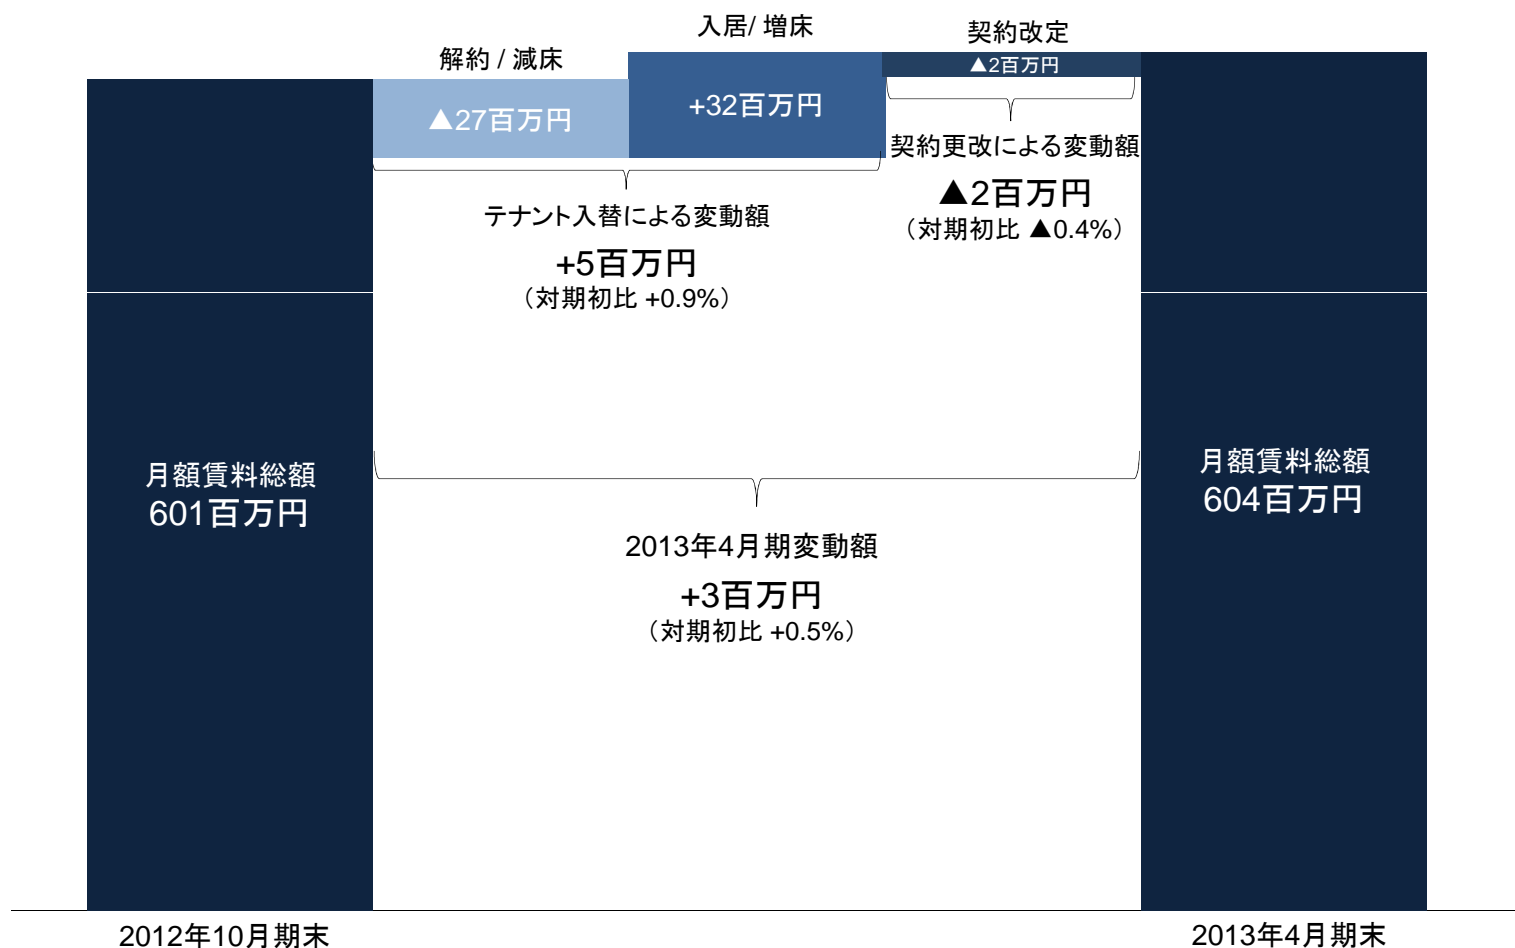 解約 / 減床
入居/ 増床
契約改定
▲27百万円
+32百万円
▲2百万円
テナント入替による変動額
+5百万円
（対期初比 +0.9%）
契約更改による変動額
▲2百万円
（対期初比 ▲0.4%）
月額賃料総額
601百万円
2013年4月期変動額
+3百万円
（対期初比 +0.5%）
月額賃料総額
604百万円
2012年10月期末
2013年4月期末